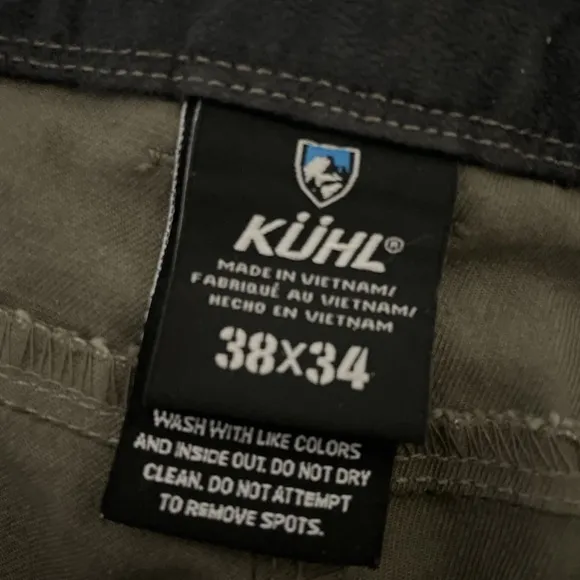 KÜHL®
MADE IN VIETNAM/
FABRIQUÉ AU VIETNAM/
HECHO EN VIETNAM
38X34
WASH WITH LIKE COLORS
AND INSIDE OUT. DO NOT DRY
CLEAN. DO NOT ATTEMPT
TO REMOVE SPOTS.